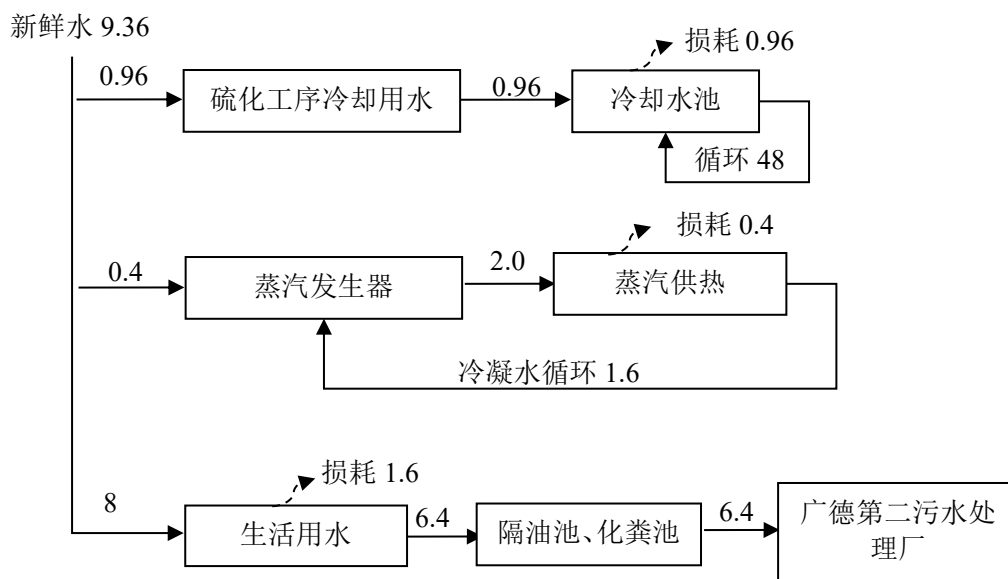 新鲜水 9.36
损耗 0.96
0.96
硫化工序冷却用水
0.96
冷却水池
循环 48
损耗 0.4
0.4
蒸汽发生器
2.0
蒸汽供热
冷凝水循环 1.6
损耗 1.6
8
生活用水
6.4
隔油池、化粪池
6.4
广德第二污水处
理厂